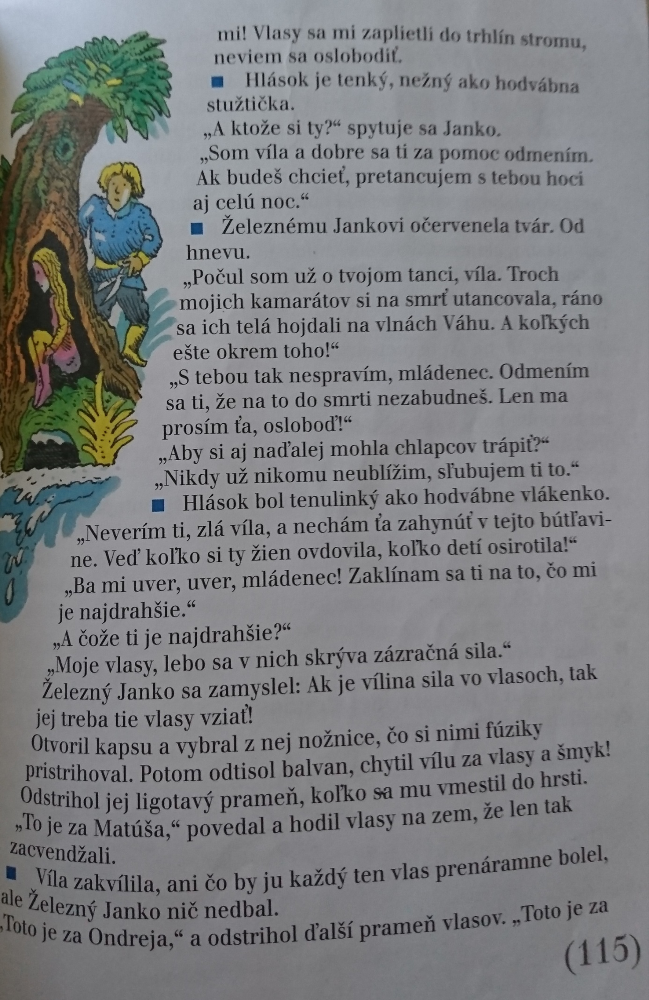 mi! Vlasy sa mi zaplietli do trhlín stromu,
neviem sa oslobodiť.
■ Hlások je tenký, nežný ako hodvábna
stužtička.
„A ktože si ty?“ spytuje sa Janko.
„Som víla a dobre sa ti za pomoc odmením.
Ak budeš chcieť, pretancujem s tebou hoci
aj celú noc.“
■ Železnému Jankovi očervenela tvár. Od
hnevu.
„Počul som už o tvojom tanci, víla. Troch
mojich kamarátov si na smrť utancovala, ráno
sa ich telá hojdali na vlnách Váhu. A koľkých
ešte okrem toho!“
„S tebou tak nespravím, mládenec. Odmením
sa ti, že na to do smrti nezabudneš. Len ma
prosím ťa, osloboď!“
„Aby si aj naďalej mohla chlapcov trápiť?“
„Nikdy už nikomu neublížim, sľubujem ti to.“
■ Hlások bol tenulinký ako hodvábne vlákenko.
„Neverím ti, zlá víla, a nechám ťa zahynúť v tejto bútľavi-
ne. Veď koľko si ty žien ovdovila, koľko detí osirotila!“
„Ba mi uver, uver, mládenec! Zaklínam sa ti na to, čo mi
je najdrahšie.“
„A čože ti je najdrahšie?“
„Moje vlasy, lebo sa v nich skrýva zázračná sila.“
Železný Janko sa zamyslel: Ak je vílina sila vo vlasoch, tak
jej treba tie vlasy vziať!
Otvoril kapsu a vybral z nej nožnice, čo si nimi fúziky
pristrihoval. Potom odtisol balvan, chytil vílu za vlasy a šmyk!
Odstrihol jej ligotavý prameň, koľko sa mu vmestil do hrsti.
„To je za Matúša,“ povedal a hodil vlasy na zem, že len tak
zacvendžali.
■ Víla zakvílila, ani čo by ju každý ten vlas prenáramne bolel,
ale Železný Janko nič nedbal.
„Toto je za Ondreja,“ a odstrihol ďalší prameň vlasov. „Toto je za
(115)